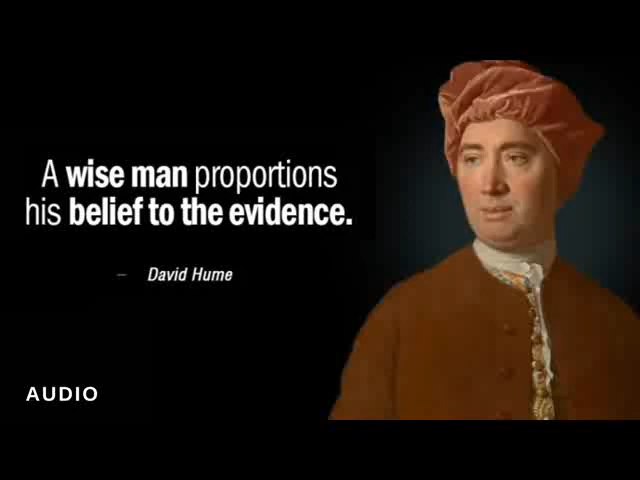 A wise man proportions
his belief to the evidence.
– David Hume
AUDIO